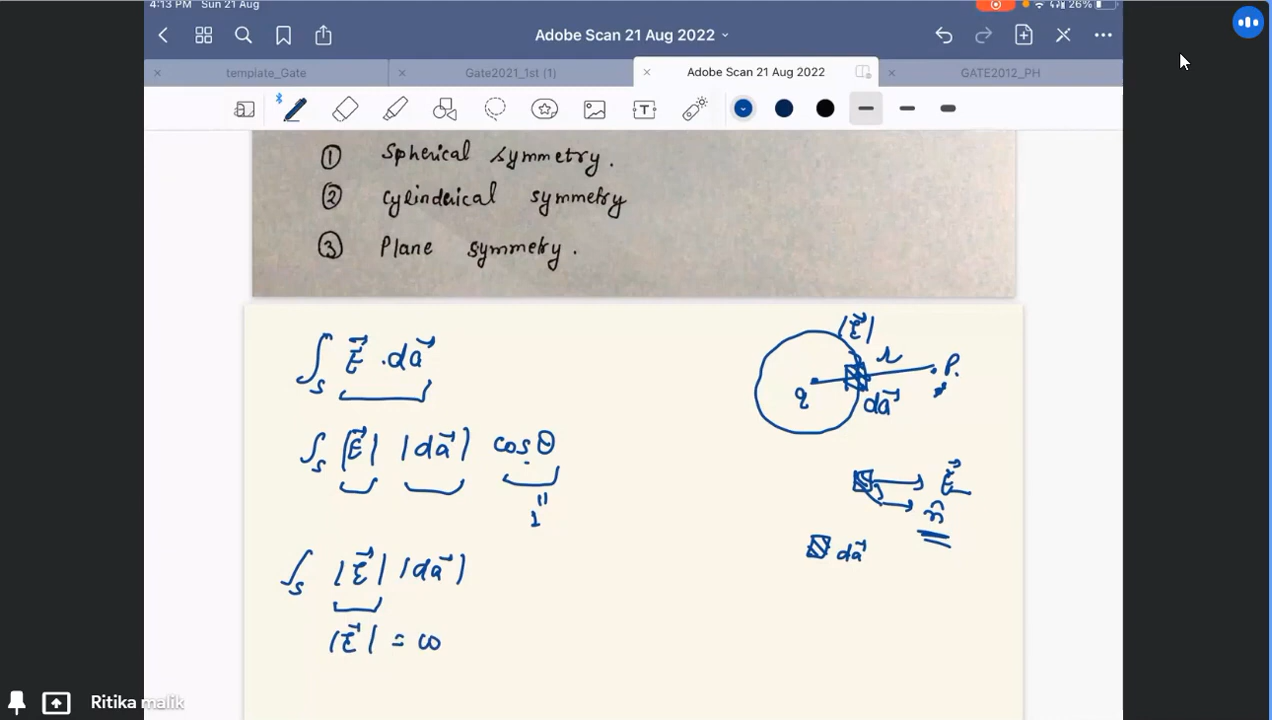 4:13 PM Sun 21 Aug
26%
Adobe Scan 21 Aug 2022
template_Gate
Gate2021_1st (1)
Adobe Scan 21 Aug 2022
GATE2012_PH
T
① Spherical symmetry.
② Cylinderical symmetry
③ Plane symmetry.
∫s E⃗ . da⃗
∫s |E⃗| |da⃗| cosθ
" 1
∫s |E⃗| |da⃗|
|E⃗| = co
|E⃗|
r
P.
q
da⃗
E⃗
n̂
da⃗
Ritika malik